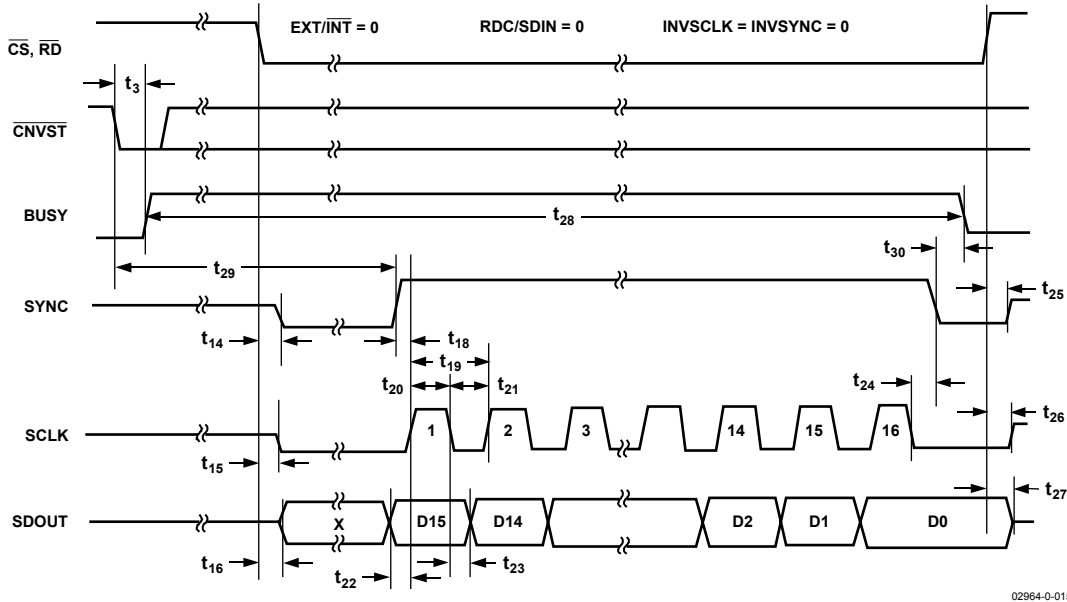 EXT/INT = 0 RDC/SDIN = 0 INVSCLK = INVSYNC = 0
CS, RD
t3
CNVST
BUSY
t28
t30
t29
t25
SYNC
t14
t18
t19
t20
t21
t24
t26
SCLK
1 2 3 14 15 16
t15
t27
SDOUT
X D15 D14 D2 D1 D0
t16
t22
t23